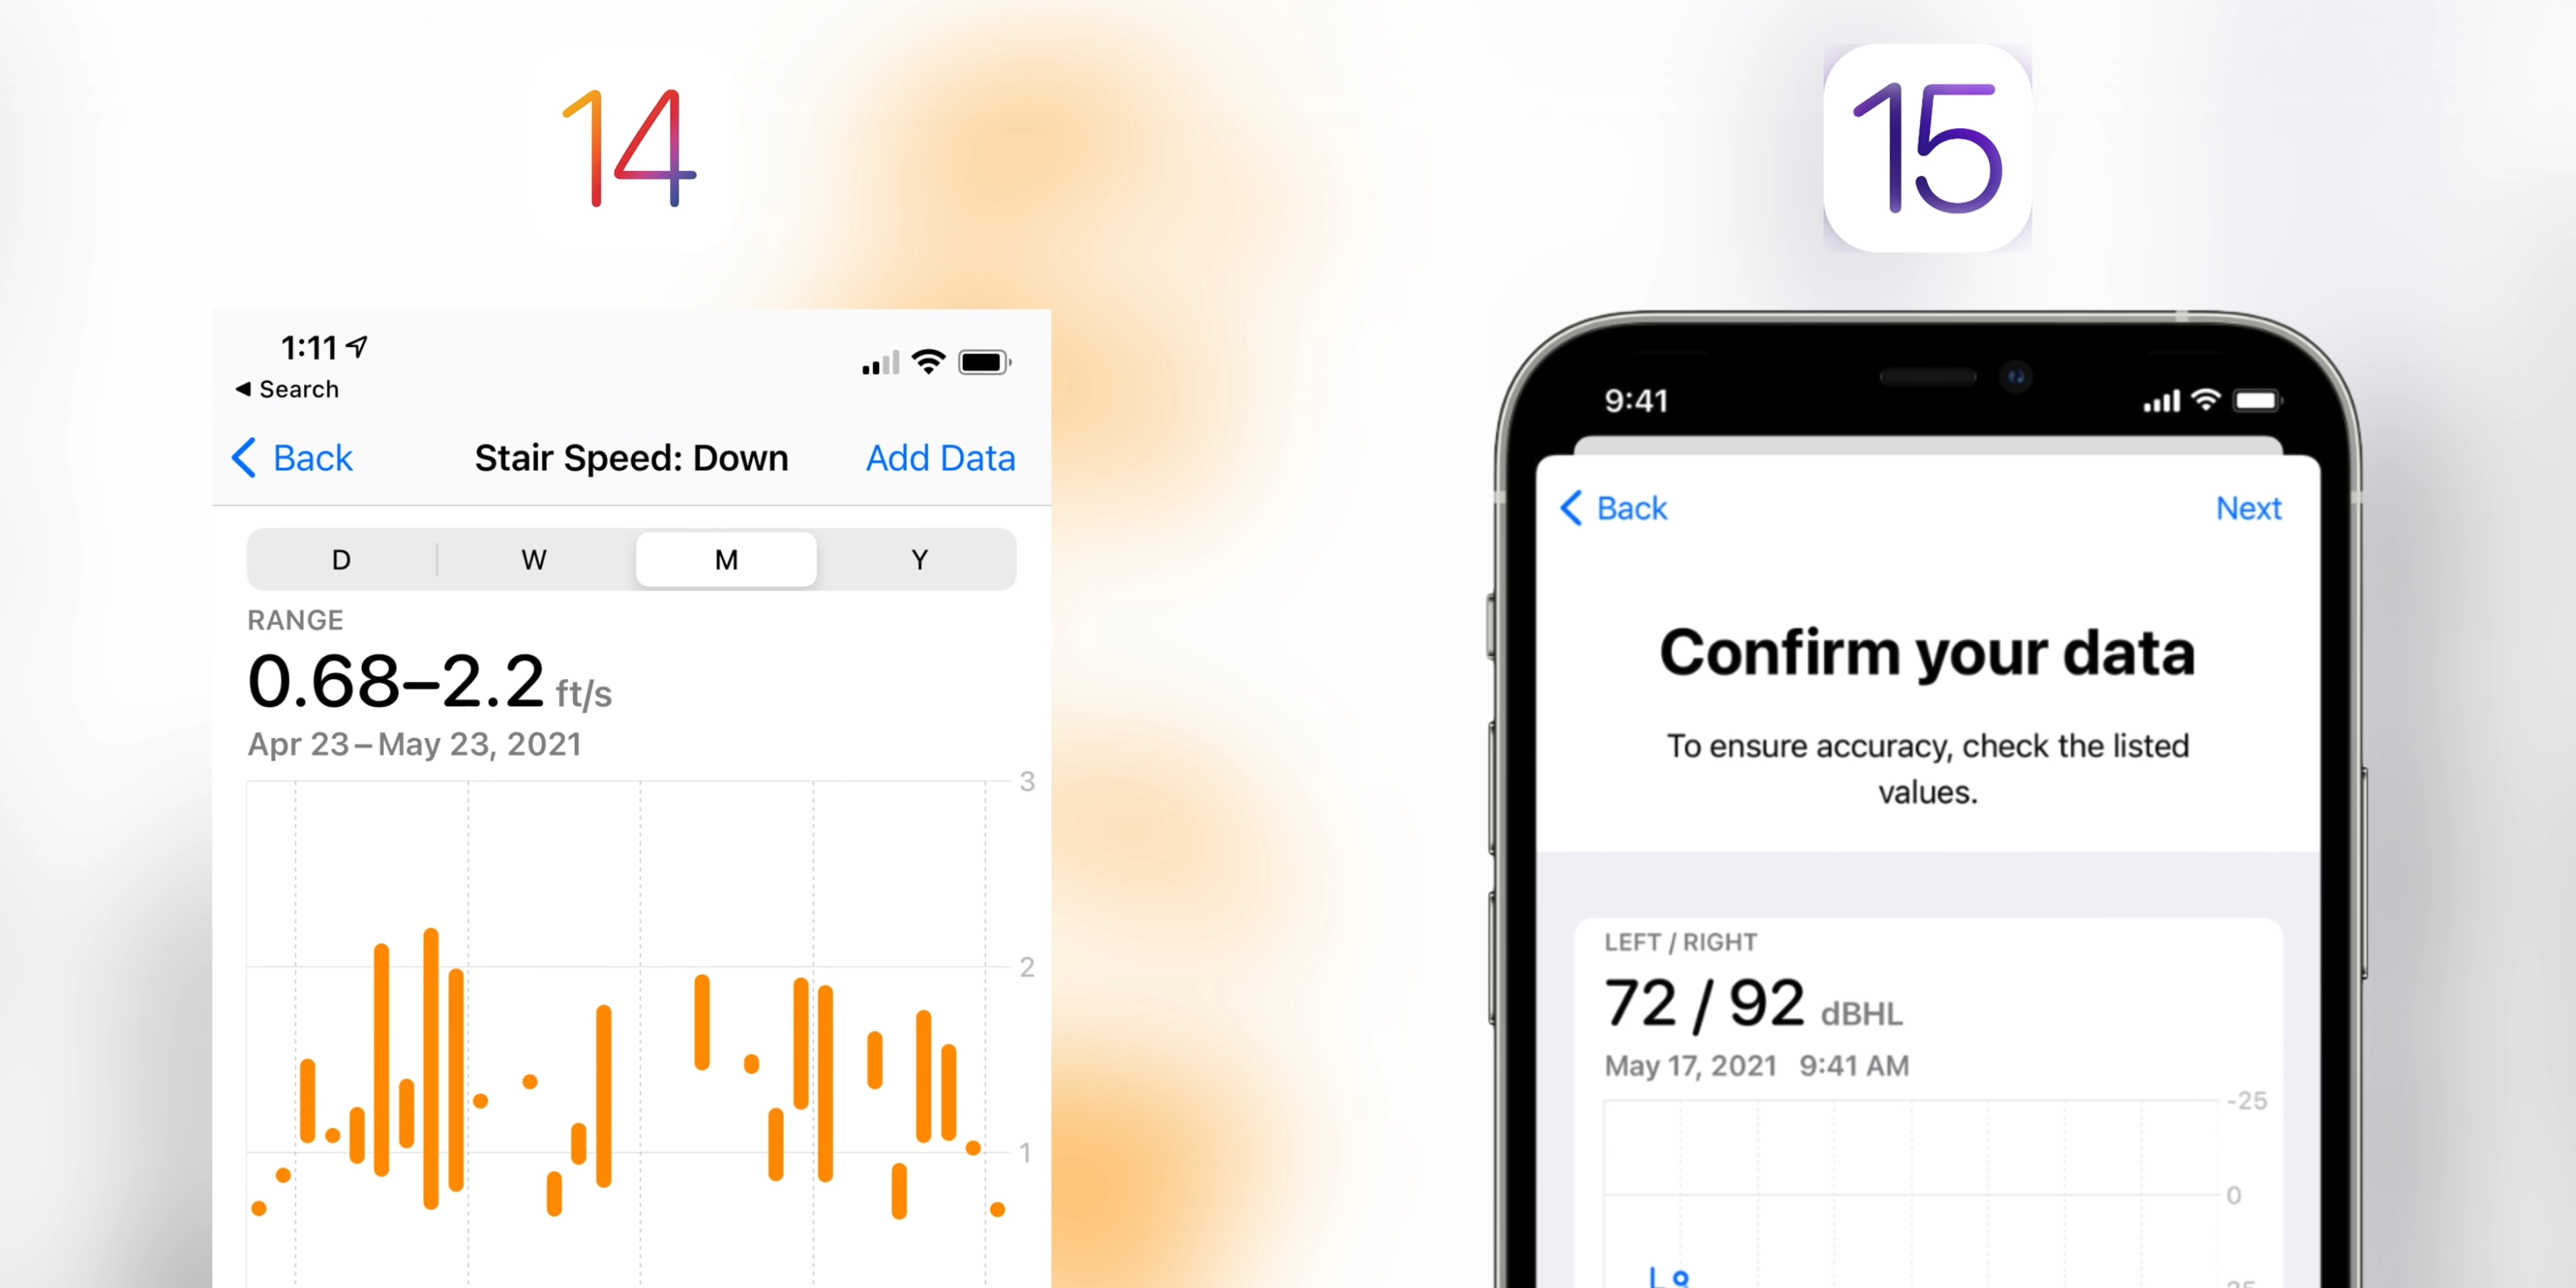 14
15
1:11
Search
Back
Stair Speed: Down
Add Data
D
W
M
Y
RANGE
0.68–2.2 ft/s
Apr 23–May 23, 2021
3
2
1
9:41
Back
Next
Confirm your data
To ensure accuracy, check the listed
values.
LEFT / RIGHT
72 / 92 dBHL
May 17, 2021 9:41 AM
-25
0